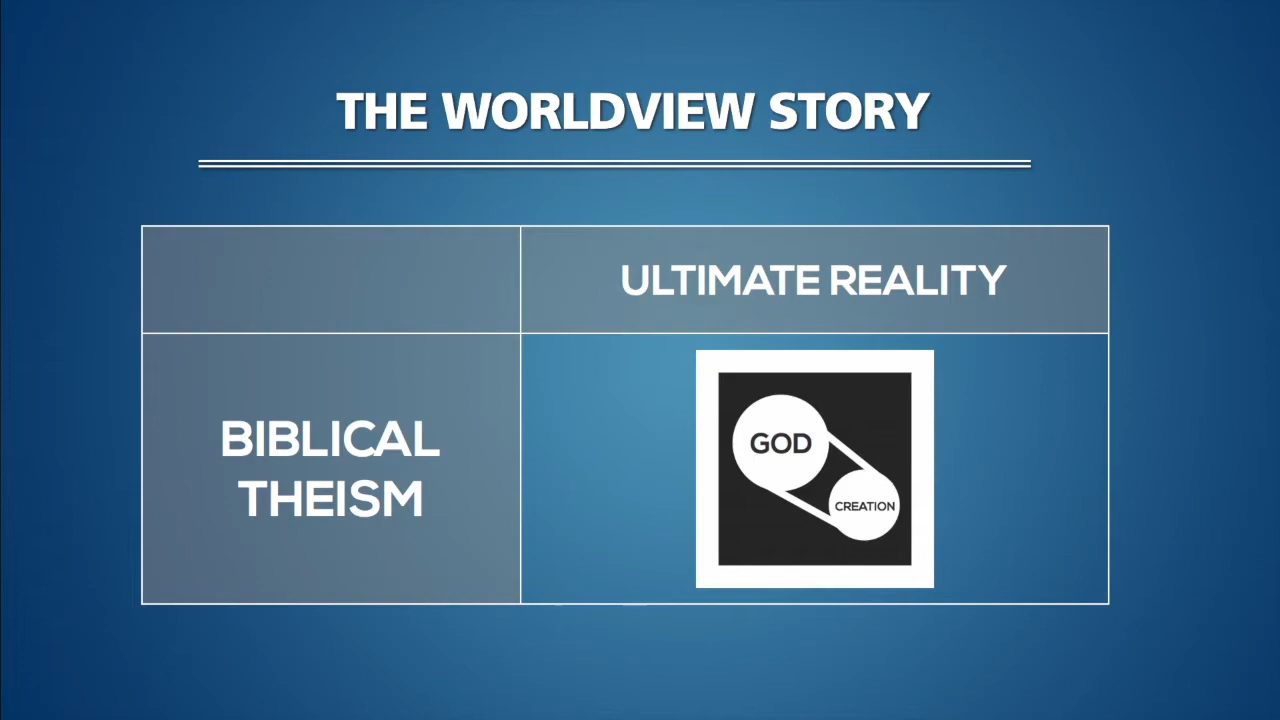 THE WORLDVIEW STORY
ULTIMATE REALITY
BIBLICAL
THEISM
GOD
CREATION